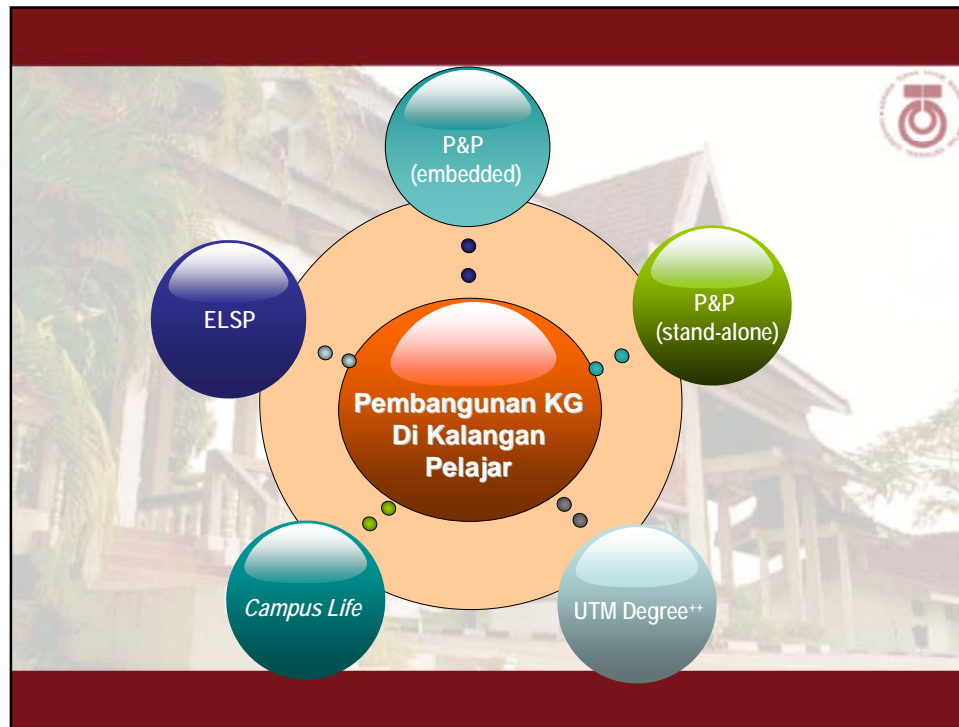 P&P
(embedded)
P&P
(stand-alone)
ELSP
Pembangunan KG
Di Kalangan
Pelajar
Campus Life
UTM Degree++